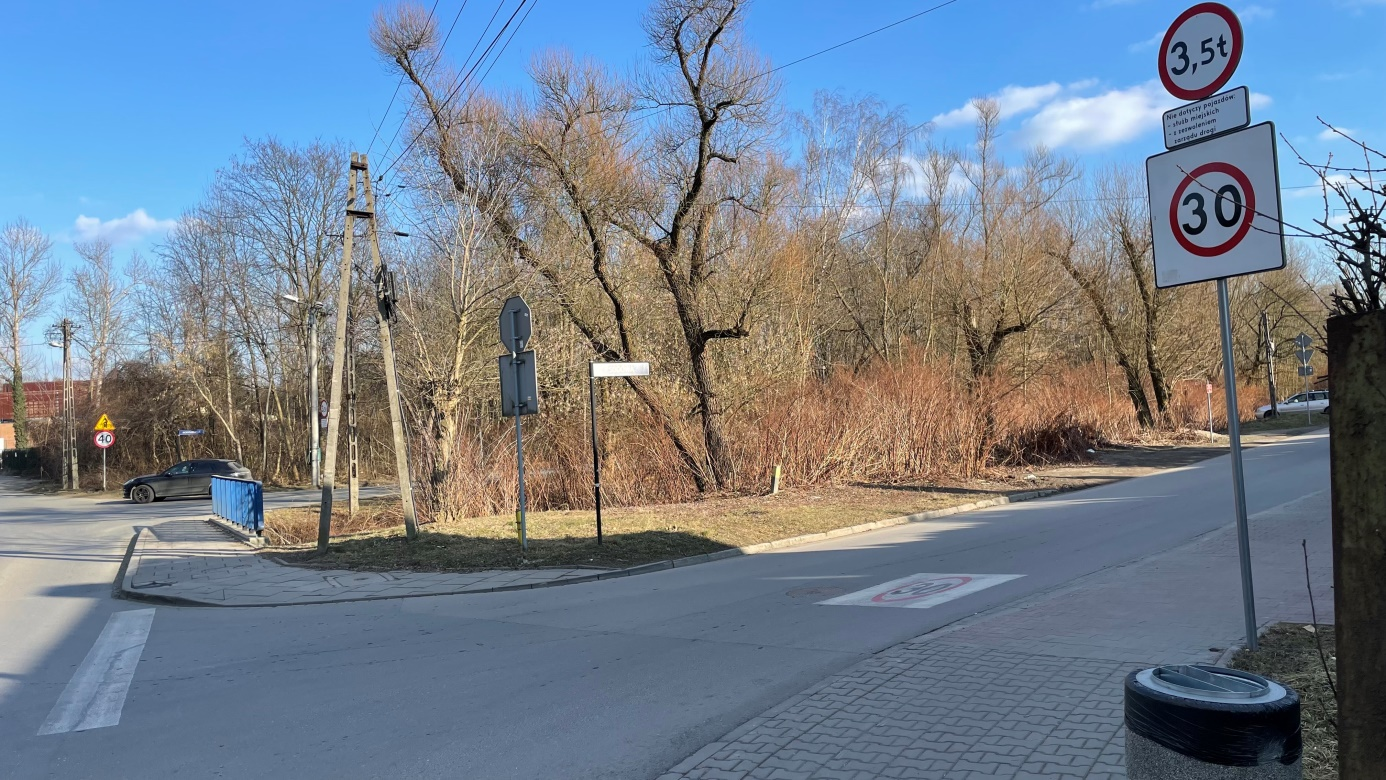 3,5t
Nie dotyczy pojazdów:
- służb miejskich
- z zezwoleniem
zarządu drogi
30
40
30